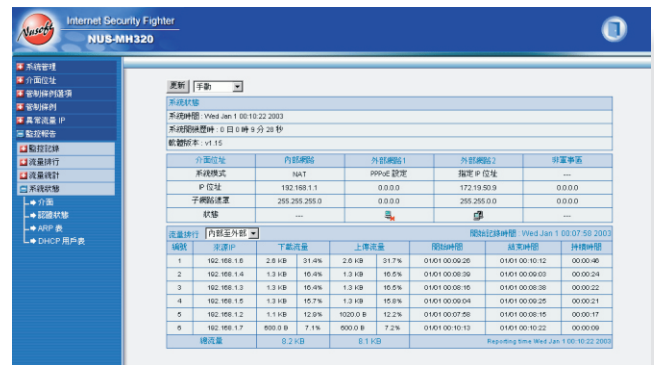 Nusoft
Internet Security Fighter
NUS-MH320
系統管理
介面位址
管制條例選項
管制條例
異常流量 IP
監控報告
監控記錄
流量排行
流量統計
系統狀態
介面
認證狀態
ARP 表
DHCP 用戶表
更新 手動
系統狀態
系統時間 : Wed Jan 1 00:10:22 2003
系統開機歷時 : 0 日 0 時 9 分 28 秒
軟體版本 : v1.15
介面位址 內部網路 外部網路1 外部網路2 非軍事區
系統模式 NAT PPPoE 設定 指定 IP 位址 ---
IP 位址 192.168.1.1 0.0.0.0 172.19.50.9 0.0.0.0
子網路遮罩 255.255.255.0 0.0.0.0 255.255.0.0 0.0.0.0
狀態 --- ---
流量排行 內部至外部 開始記錄時間 : Wed Jan 1 00:07:58 2003
編號 來源IP 下載流量 上傳流量 開始時間 結束時間 持續時間
1 192.168.1.6 2.6 KB 31.4% 2.6 KB 31.7% 01/01 00:09:26 01/01 00:10:12 00:00:46
2 192.168.1.4 1.3 KB 16.4% 1.3 KB 16.5% 01/01 00:08:39 01/01 00:09:03 00:00:24
3 192.168.1.3 1.3 KB 16.4% 1.3 KB 16.5% 01/01 00:08:16 01/01 00:08:38 00:00:22
4 192.168.1.5 1.3 KB 15.7% 1.3 KB 15.8% 01/01 00:09:04 01/01 00:09:25 00:00:21
5 192.168.1.2 1.1 KB 12.9% 1020.0 B 12.2% 01/01 00:07:58 01/01 00:08:15 00:00:17
6 192.168.1.7 600.0 B 7.1% 600.0 B 7.2% 01/01 00:10:13 01/01 00:10:22 00:00:09
總流量 8.2 KB 8.1 KB Reporting time Wed Jan 1 00:10:22 2003